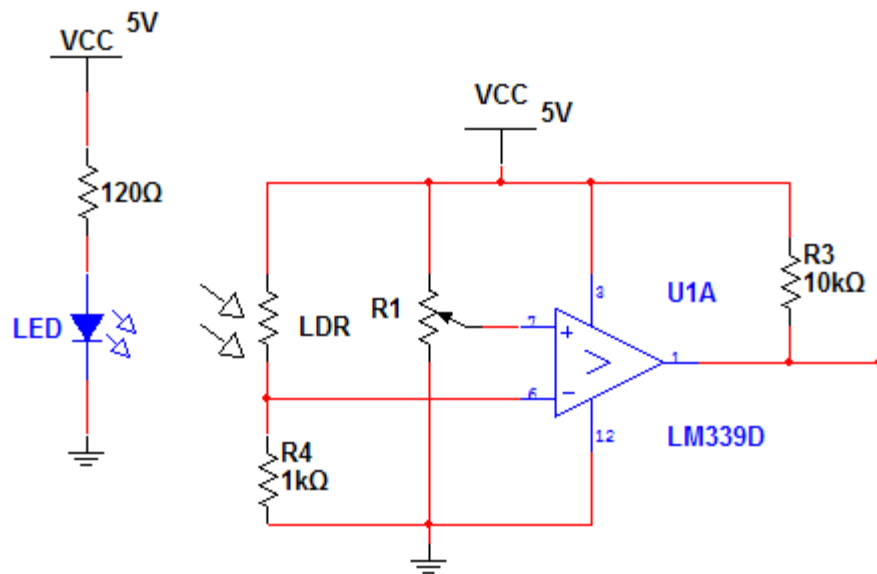 VCC 5V
120Ω
LED
VCC 5V
LDR
R1
R4
1kΩ
7
6
3
12
1
U1A
LM339D
R3
10kΩ